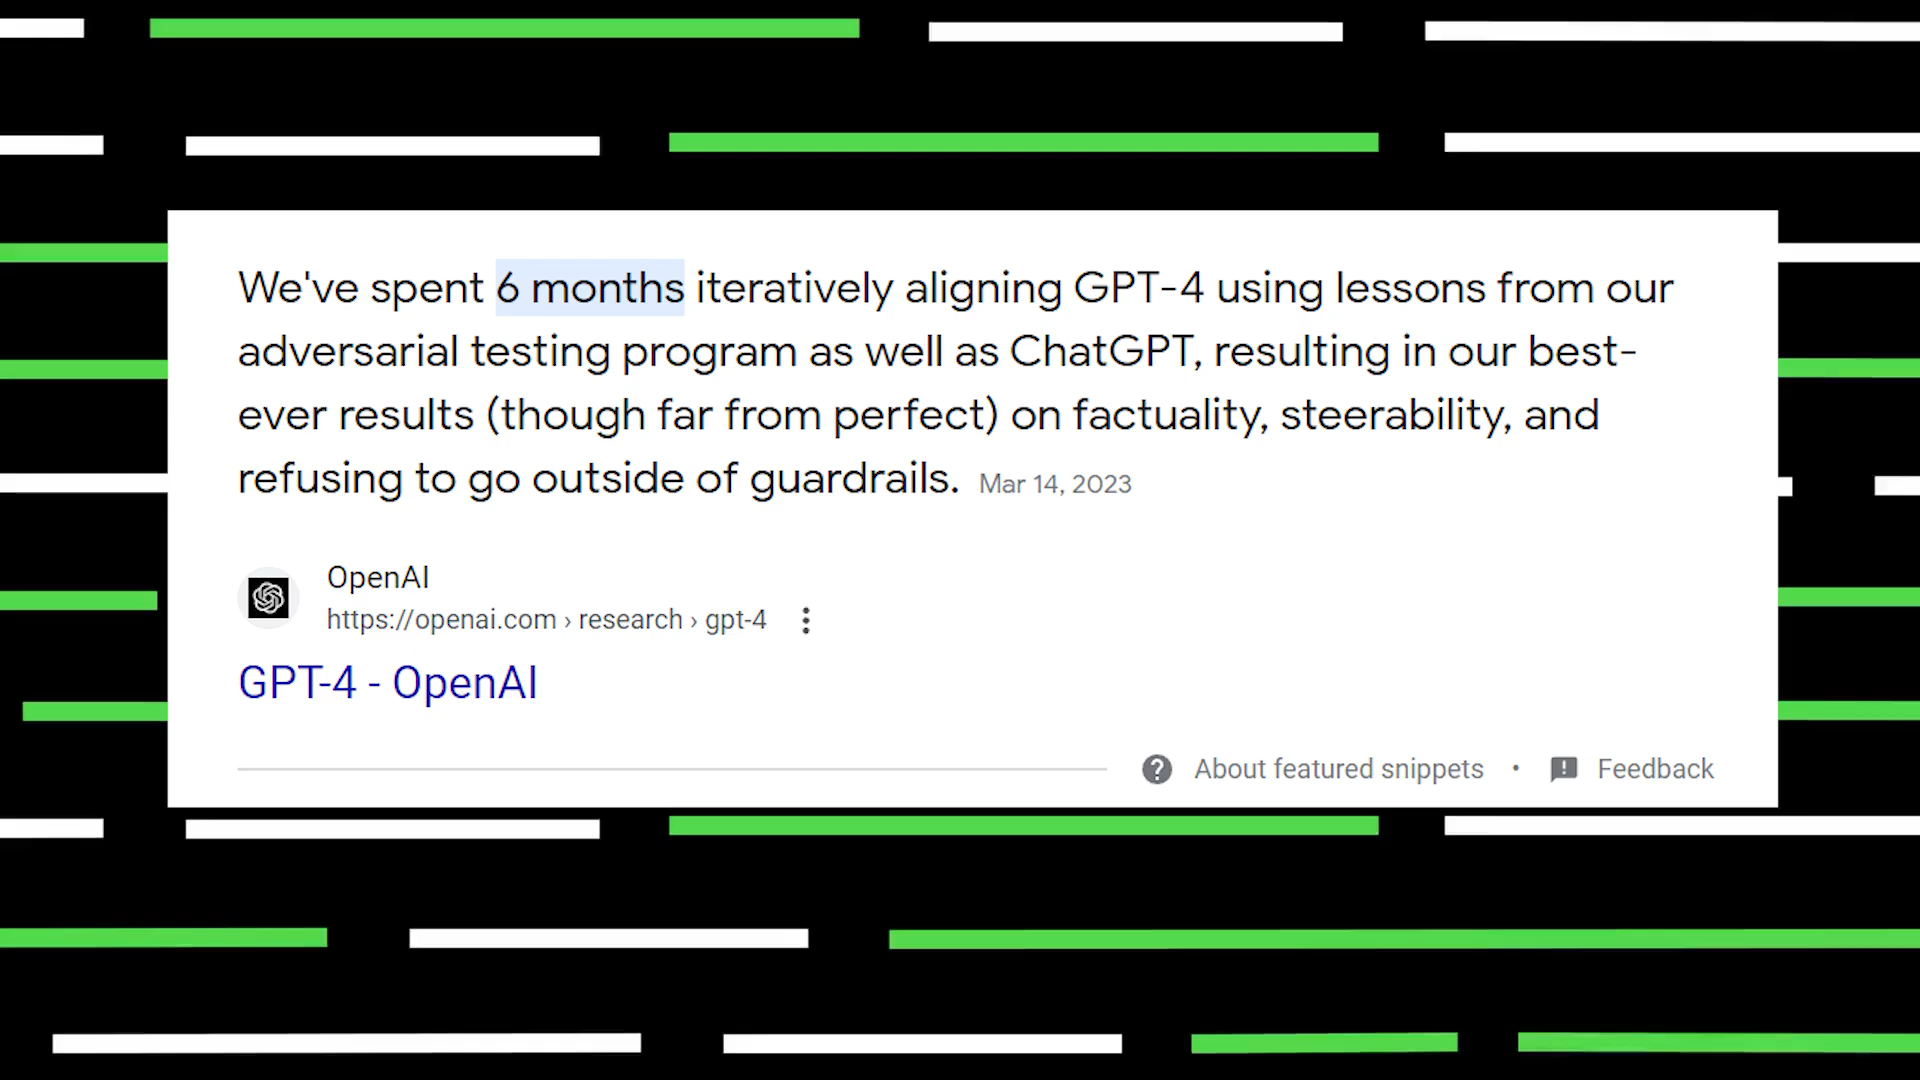 We've spent 6 months iteratively aligning GPT-4 using lessons from our
adversarial testing program as well as ChatGPT, resulting in our best-
ever results (though far from perfect) on factuality, steerability, and
refusing to go outside of guardrails. Mar 14, 2023
OpenAI
https://openai.com › research › gpt-4
GPT-4 - OpenAI
About featured snippets • Feedback